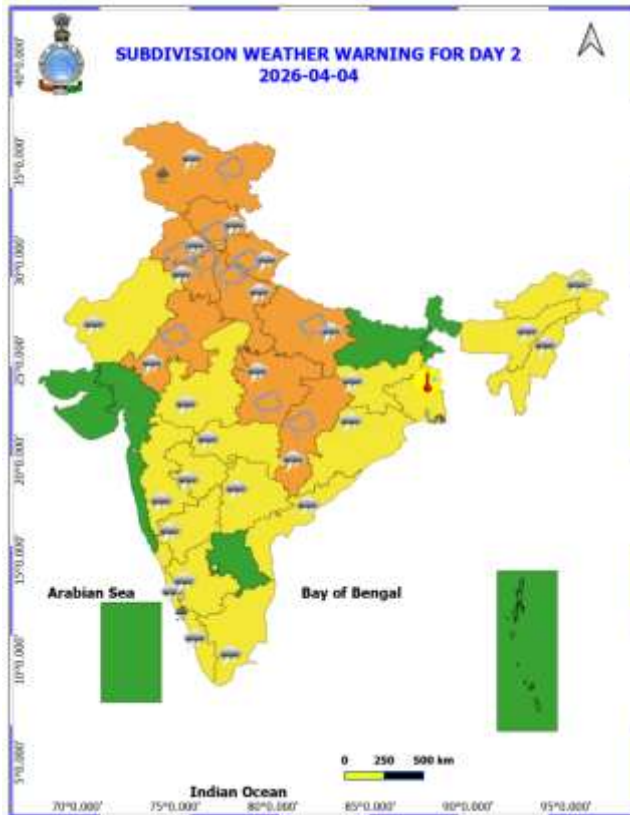 SUBDIVISION WEATHER WARNING FOR DAY 2
2026-04-04
40°0.000'
35°0.000'
30°0.000'
25°0.000'
20°0.000'
15°0.000'
10°0.000'
5°0.000'
Arabian Sea
Bay of Bengal
0 250 500 km
Indian Ocean
70°0.000' 75°0.000' 80°0.000' 85°0.000' 90°0.000' 95°0.000'